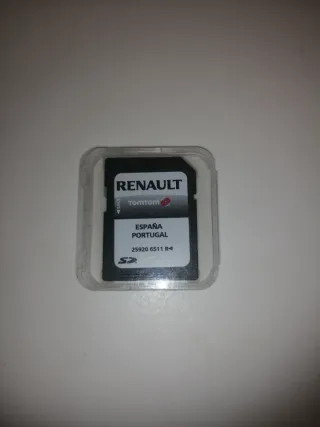 RENAULT
TOMTOM
ESPAÑA
PORTUGAL
25920 6511 R
SD